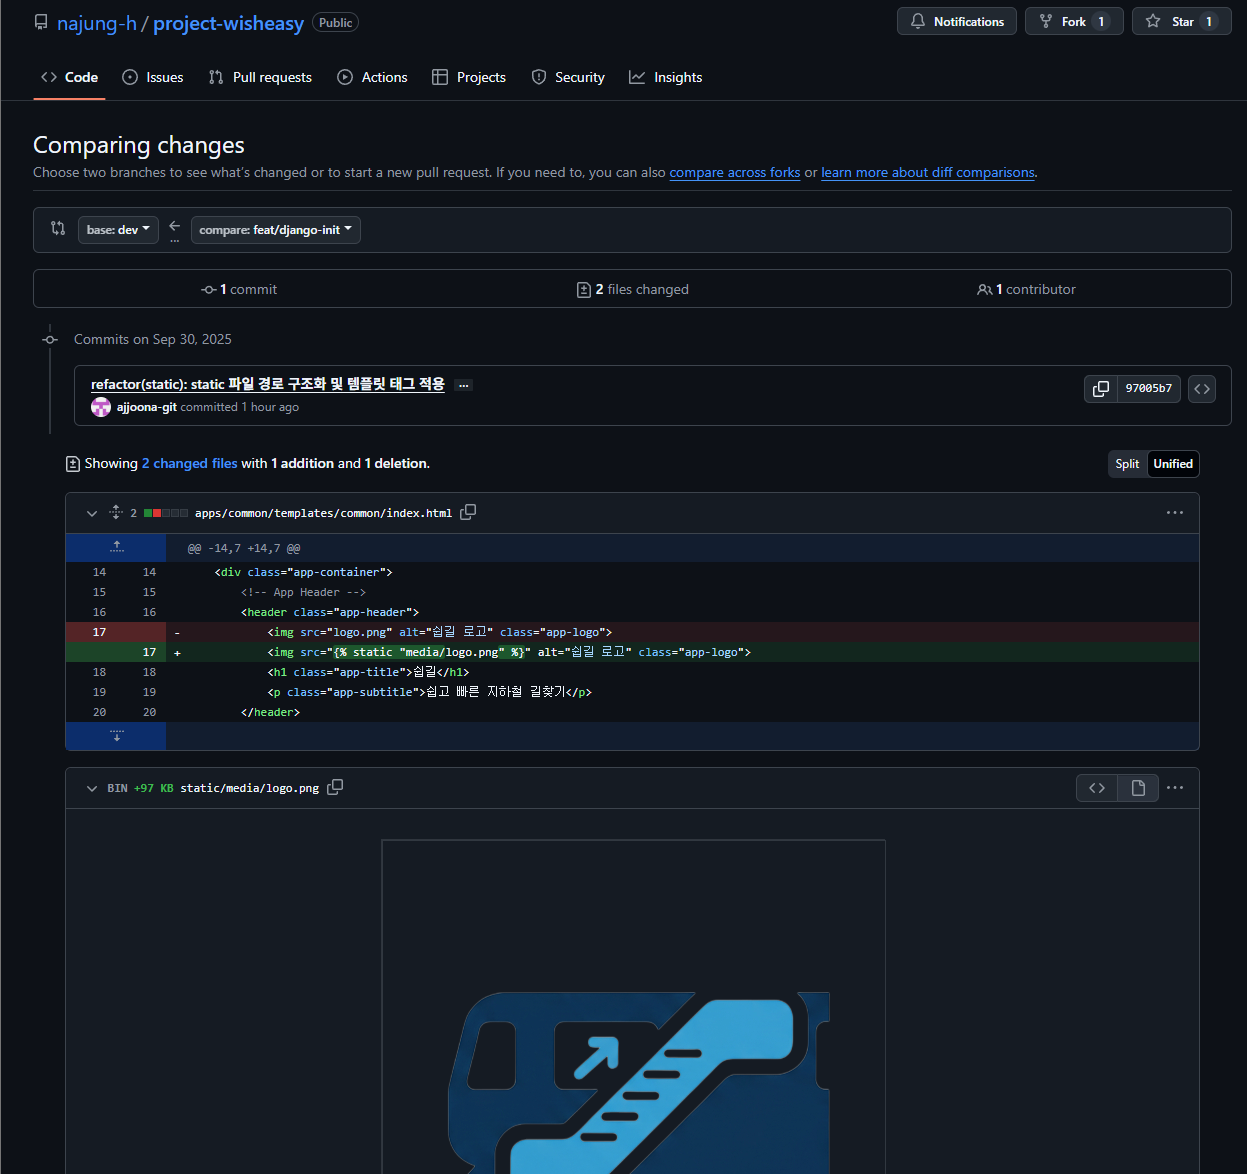 najung-h / project-wisheasy Public
Notifications
Fork 1
Star 1
Code
Issues
Pull requests
Actions
Projects
Security
Insights
Comparing changes
Choose two branches to see what's changed or to start a new pull request. If you need to, you can also compare across forks or learn more about diff comparisons.
base: dev
...
compare: feat/django-init
1 commit
2 files changed
1 contributor
Commits on Sep 30, 2025
refactor(static): static 파일 경로 구조화 및 템플릿 태그 적용 ...
97005b7
ajjoona-git committed 1 hour ago
Showing 2 changed files with 1 addition and 1 deletion.
Split Unified
2 apps/common/templates/common/index.html
@@ -14,7 +14,7 @@
14 14 <div class="app-container">
15 15 <!-- App Header -->
16 16 <header class="app-header">
17 - <img src="logo.png" alt="쉽길 로고" class="app-logo">
17 + <img src="{% static "media/logo.png" %}" alt="쉽길 로고" class="app-logo">
18 18 <h1 class="app-title">쉽길</h1>
19 19 <p class="app-subtitle">쉽고 빠른 지하철 길찾기</p>
20 20 </header>
BIN +97 KB static/media/logo.png